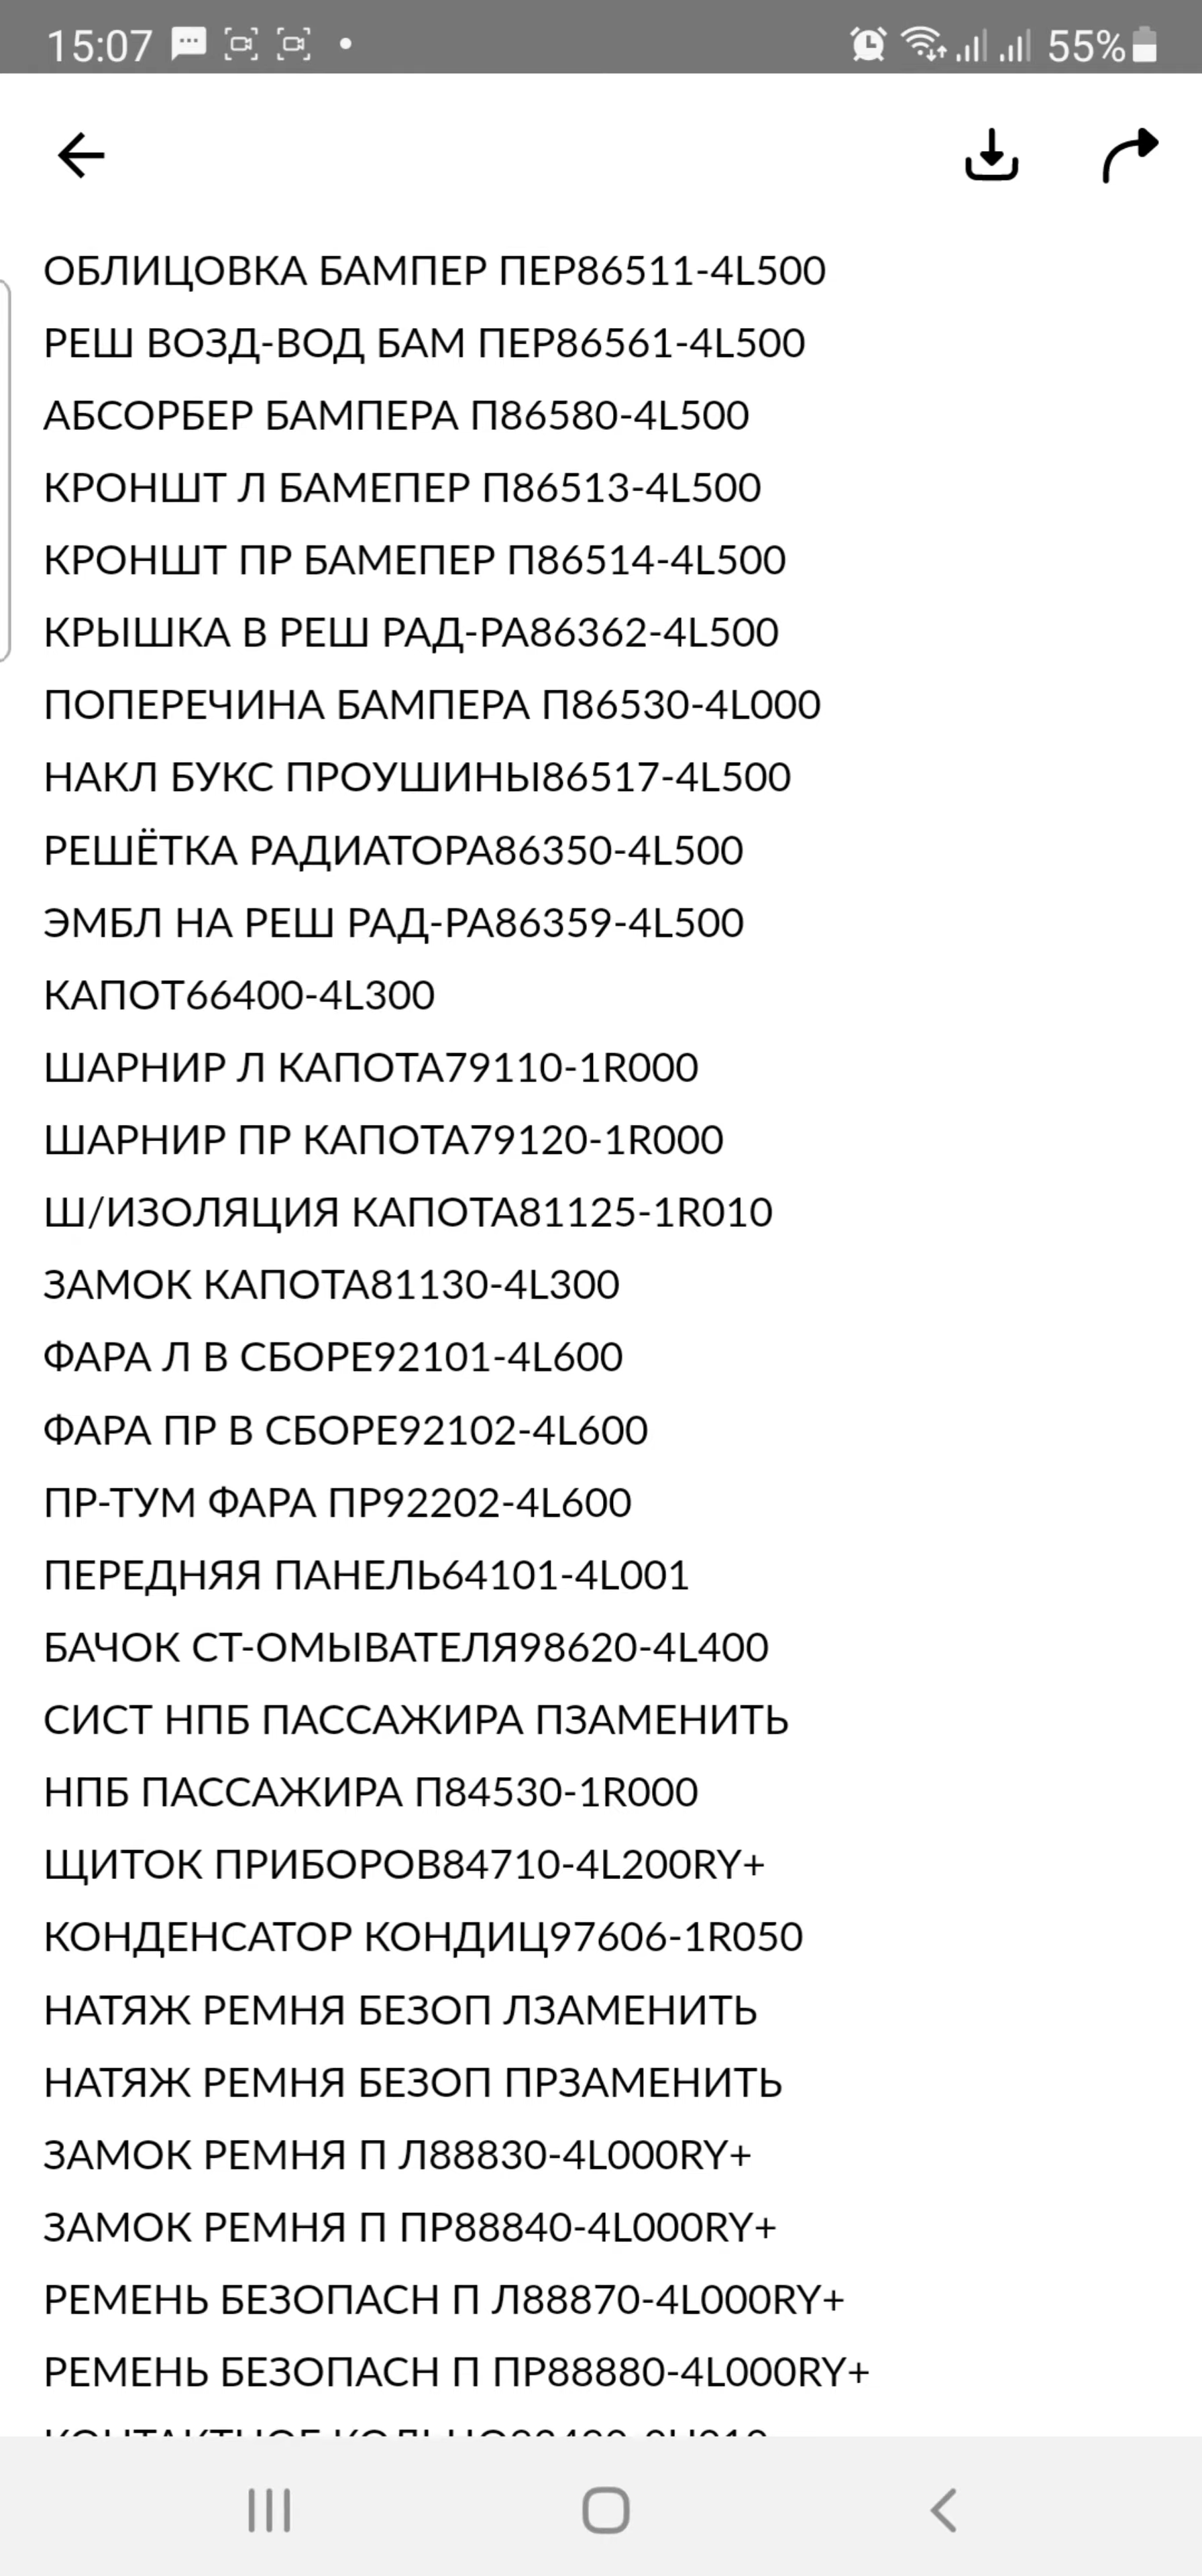 15:07
55%
ОБЛИЦОВКА БАМПЕР ПЕР86511-4L500
РЕШ ВОЗД-ВОД БАМ ПЕР86561-4L500
АБСОРБЕР БАМПЕРА П86580-4L500
КРОНШТ Л БАМЕПЕР П86513-4L500
КРОНШТ ПР БАМЕПЕР П86514-4L500
КРЫШКА В РЕШ РАД-РА86362-4L500
ПОПЕРЕЧИНА БАМПЕРА П86530-4L000
НАКЛ БУКС ПРОУШИНЫ86517-4L500
РЕШЁТКА РАДИАТОРА86350-4L500
ЭМБЛ НА РЕШ РАД-РА86359-4L500
КАПОТ66400-4L300
ШАРНИР Л КАПОТА79110-1R000
ШАРНИР ПР КАПОТА79120-1R000
Ш/ИЗОЛЯЦИЯ КАПОТА81125-1R010
ЗАМОК КАПОТА81130-4L300
ФАРА Л В СБОРЕ92101-4L600
ФАРА ПР В СБОРЕ92102-4L600
ПР-ТУМ ФАРА ПР92202-4L600
ПЕРЕДНЯЯ ПАНЕЛЬ64101-4L001
БАЧОК СТ-ОМЫВАТЕЛЯ98620-4L400
СИСТ НПБ ПАССАЖИРА ПЗАМЕНИТЬ
НПБ ПАССАЖИРА П84530-1R000
ЩИТОК ПРИБОРОВ84710-4L200RY+
КОНДЕНСАТОР КОНДИЦ97606-1R050
НАТЯЖ РЕМНЯ БЕЗОП ЛЗАМЕНИТЬ
НАТЯЖ РЕМНЯ БЕЗОП ПРЗАМЕНИТЬ
ЗАМОК РЕМНЯ П Л88830-4L000RY+
ЗАМОК РЕМНЯ П ПР88840-4L000RY+
РЕМЕНЬ БЕЗОПАСН П Л88870-4L000RY+
РЕМЕНЬ БЕЗОПАСН П ПР88880-4L000RY+